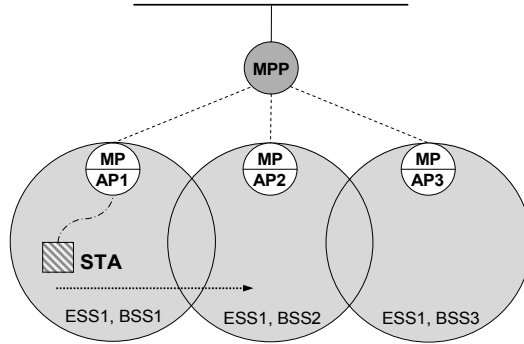 MPP
MP
AP1
MP
AP2
MP
AP3
STA
ESS1, BSS1
ESS1, BSS2
ESS1, BSS3